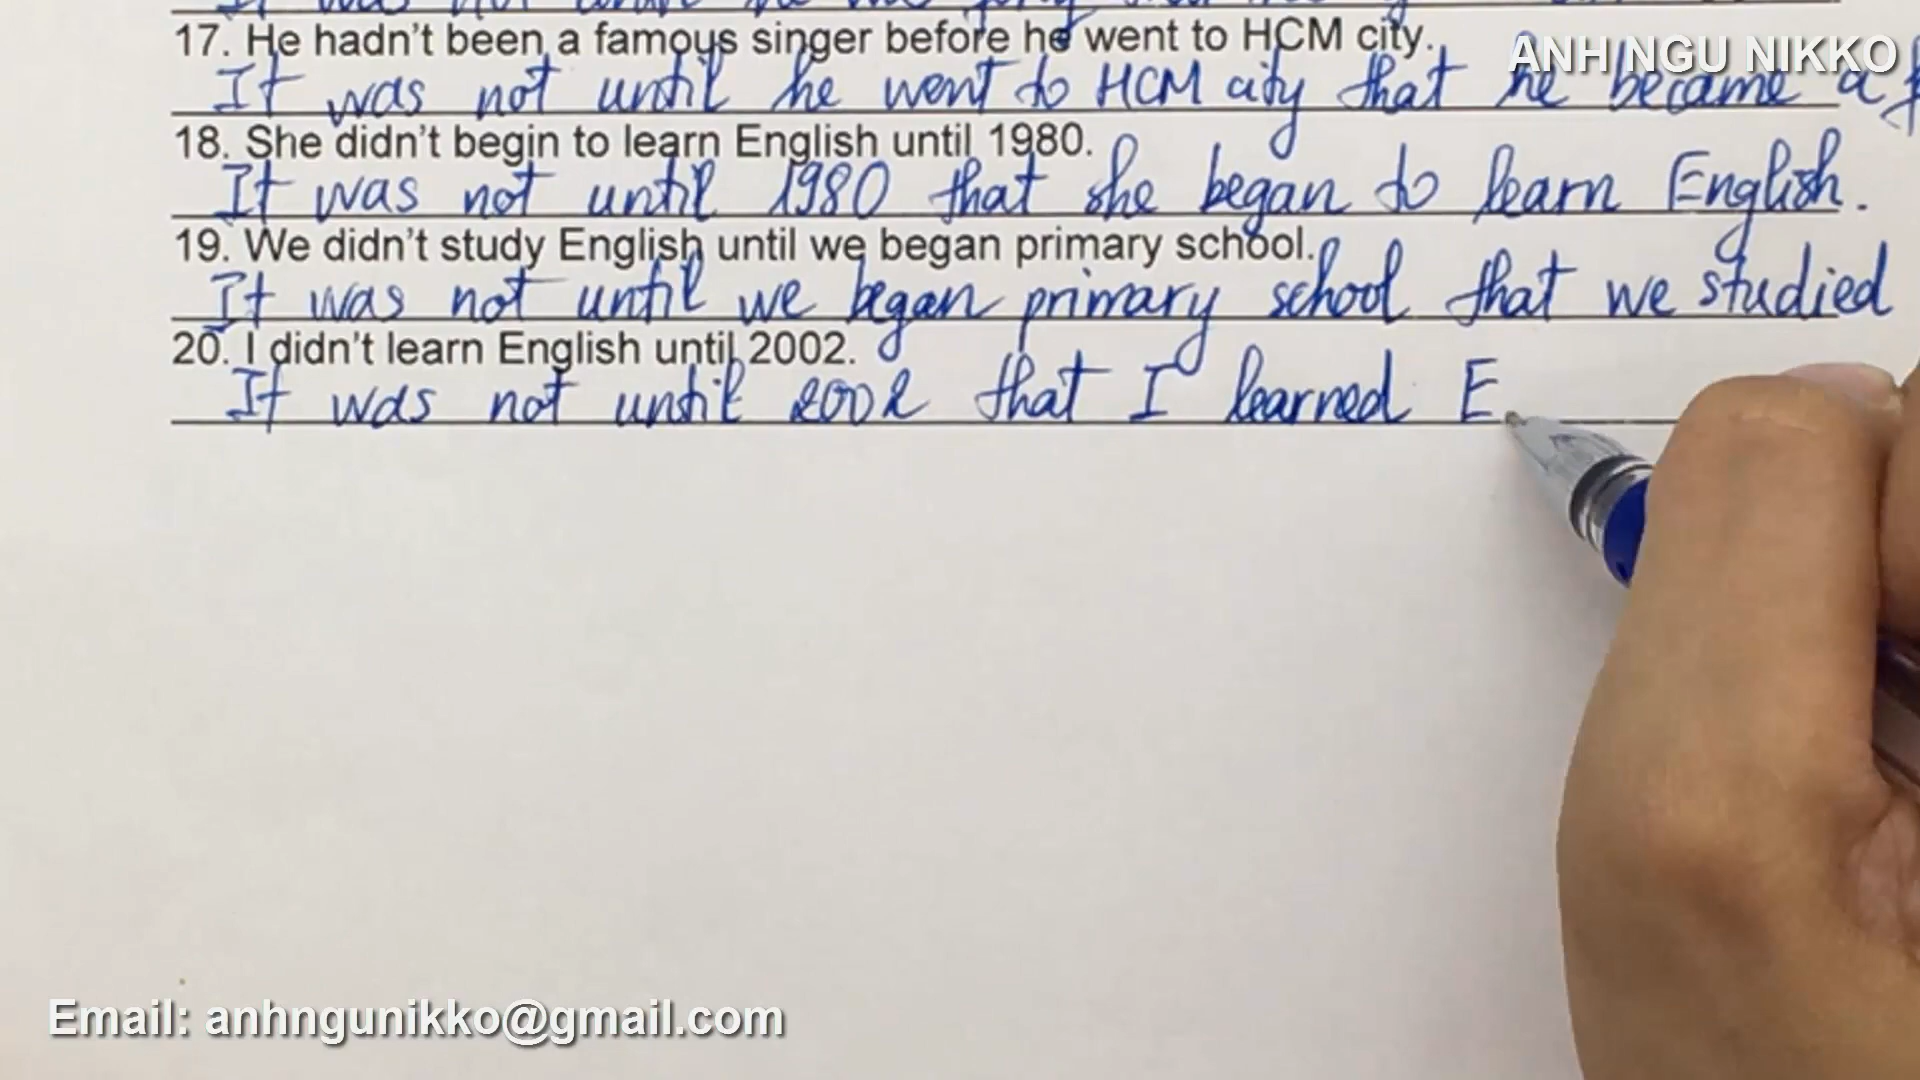 17. He hadn't been a famous singer before he went to HCM city.
ANH NGU NIKKO
It was not until he went to HCM city that he became a f
18. She didn't begin to learn English until 1980.
It was not until 1980 that she began to learn English.
19. We didn't study English until we began primary school.
It was not until we began primary school that we studied
20. I didn't learn English until 2002.
It was not until 2002 that I learned E
Email: anhngunikko@gmail.com